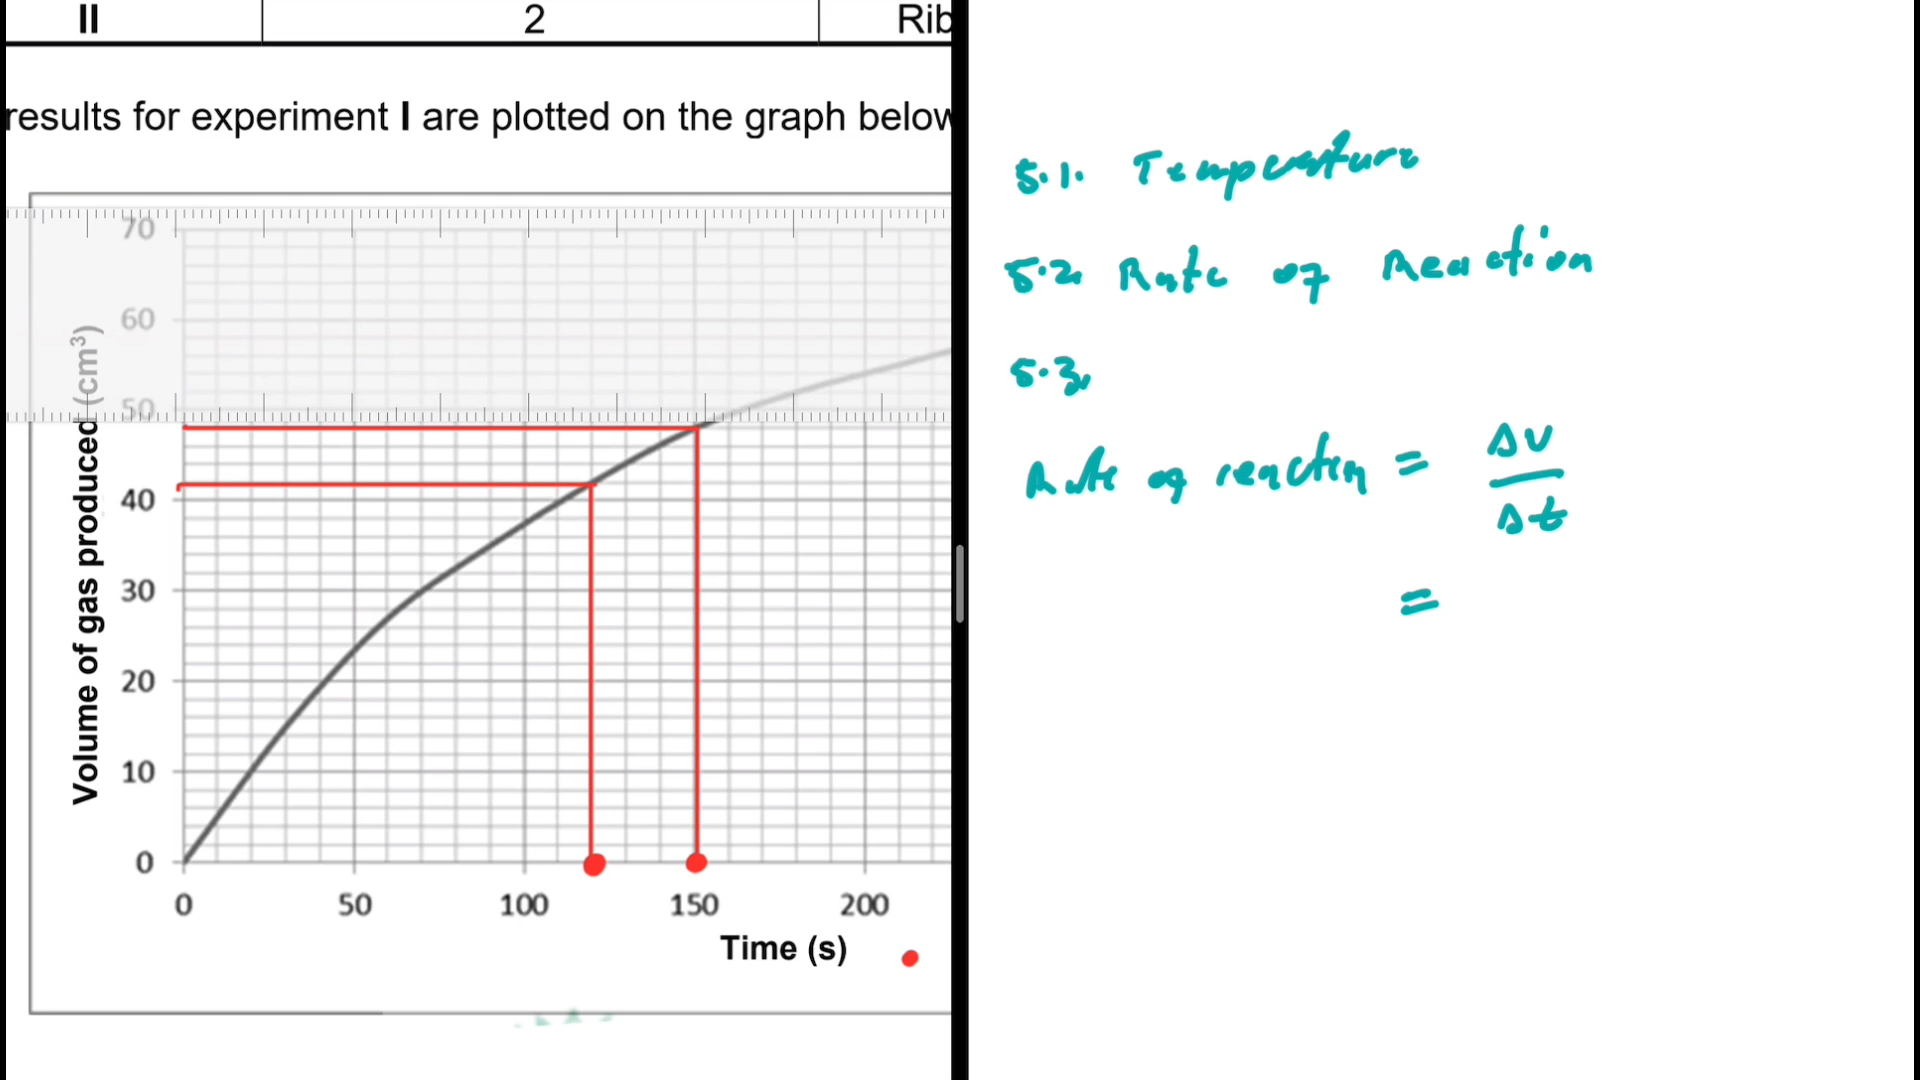 II 2 Rib
results for experiment I are plotted on the graph below
70
60
50
40
30
20
10
0
Volume of gas produced (cm³)
0 50 100 150 200
Time (s)
5.1. Temperature
5.2 Rate of Reaction
5.3,
Rate of reaction = Δv
Δt
=